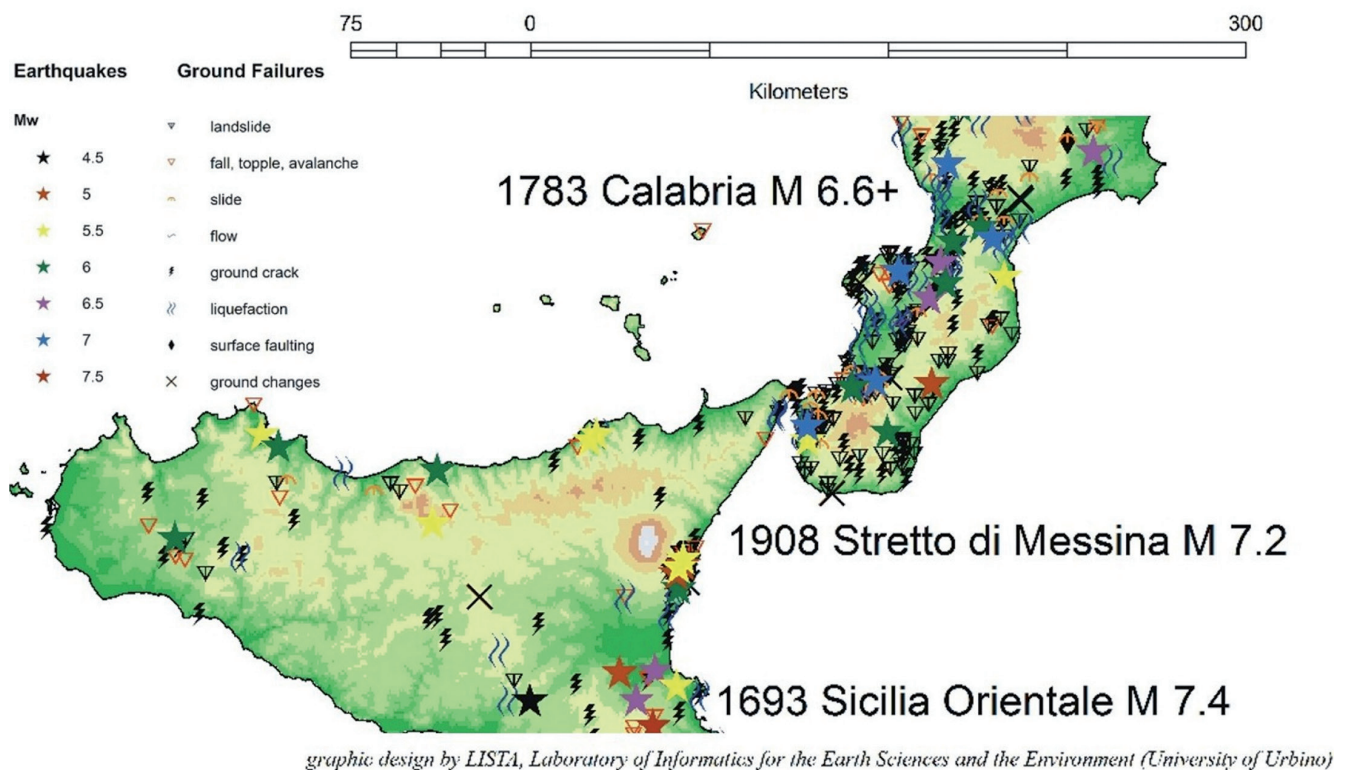 75 0 300
Kilometers
Earthquakes Ground Failures
Mw
landslide
4.5
fall, topple, avalanche
5
slide
5.5
flow
6
ground crack
6.5
liquefaction
7
surface faulting
7.5
ground changes
1783 Calabria M 6.6+
1908 Stretto di Messina M 7.2
1693 Sicilia Orientale M 7.4
graphic design by LISTA, Laboratory of Informatics for the Earth Sciences and the Environment (University of Urbino)